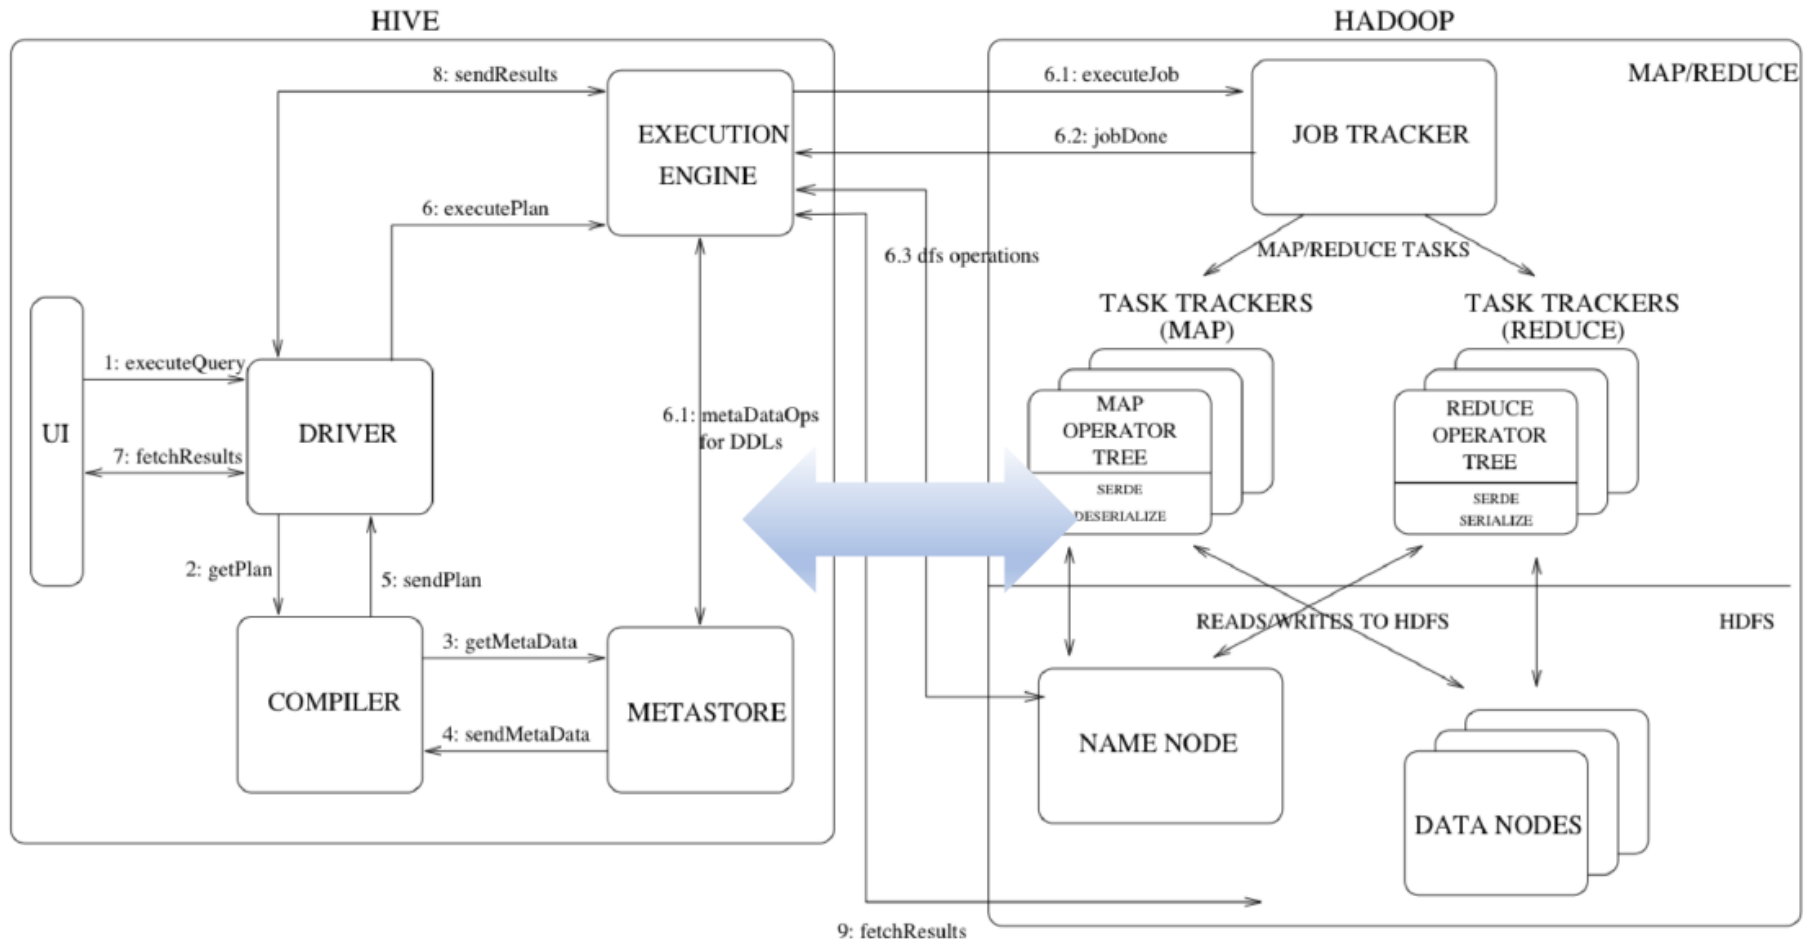 HIVE
HADOOP
MAP/REDUCE
8: sendResults
6.1: executeJob
EXECUTION
ENGINE
6.2: jobDone
JOB TRACKER
6: executePlan
6.3 dfs operations
MAP/REDUCE TASKS
TASK TRACKERS
(MAP)
TASK TRACKERS
(REDUCE)
1: executeQuery
UI
DRIVER
7: fetchResults
6.1: metaDataOps
for DDLs
MAP
OPERATOR
TREE
SERDE
DESERIALIZE
REDUCE
OPERATOR
TREE
SERDE
SERIALIZE
2: getPlan
5: sendPlan
READS/WRITES TO HDFS
HDFS
3: getMetaData
COMPILER
METASTORE
4: sendMetaData
NAME NODE
DATA NODES
9: fetchResults